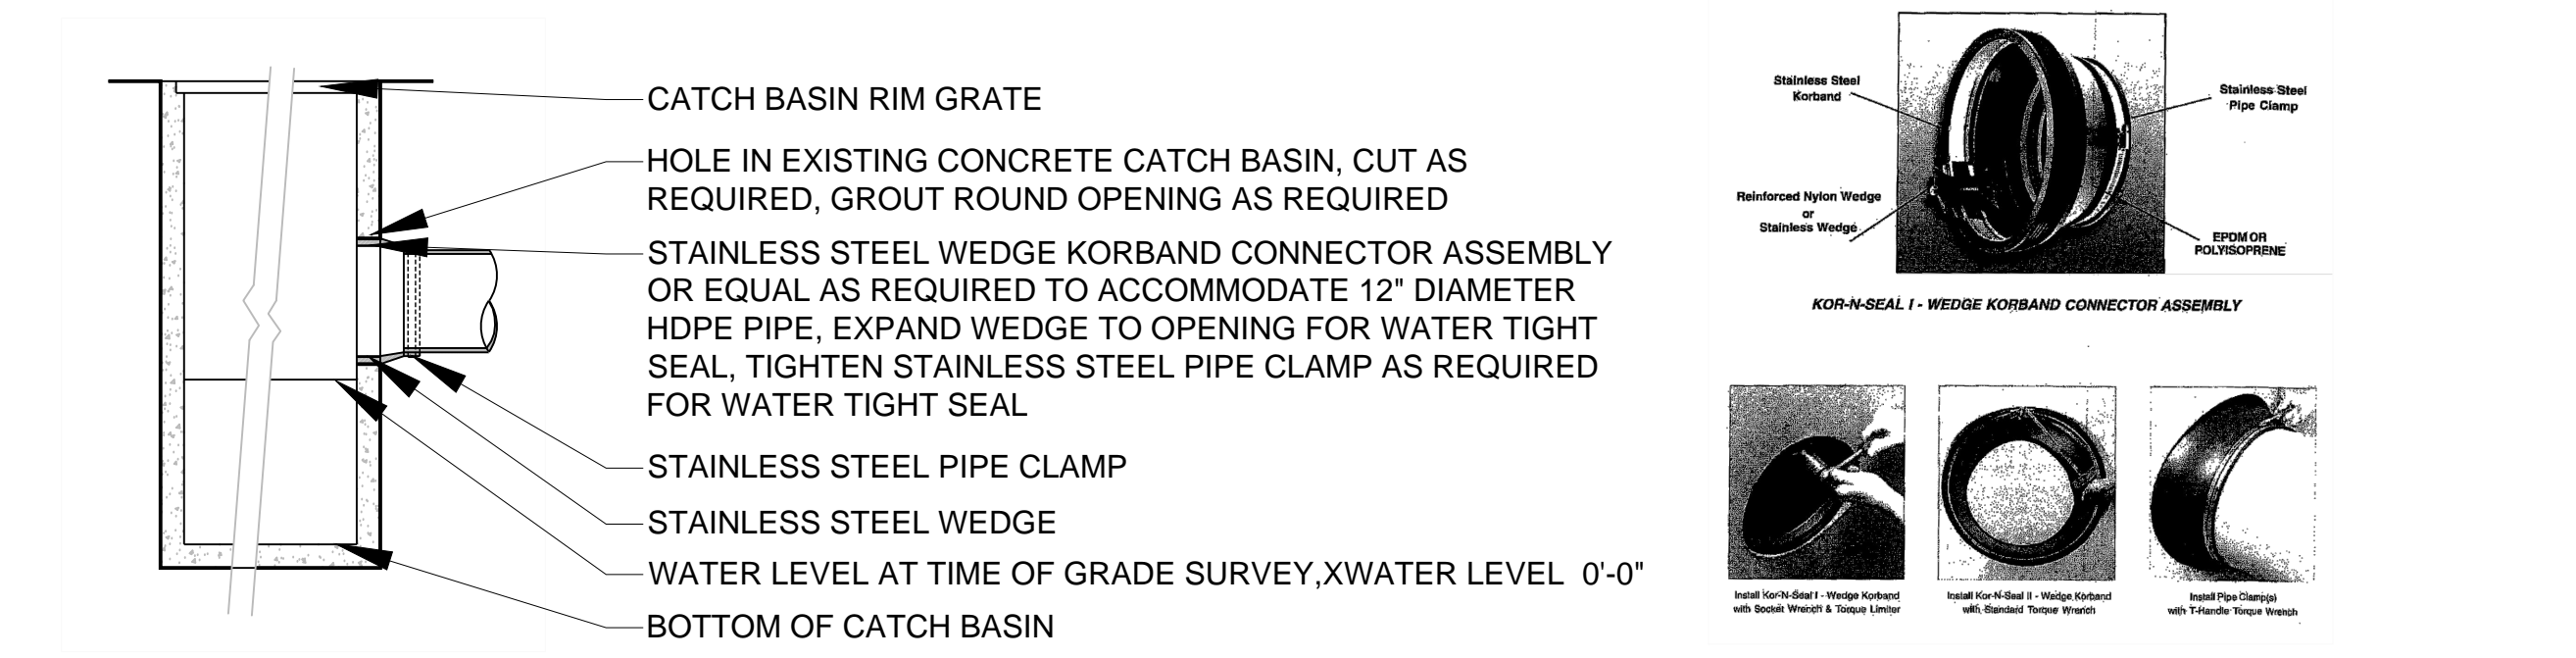 CATCH BASIN RIM GRATE
HOLE IN EXISTING CONCRETE CATCH BASIN, CUT AS
REQUIRED, GROUT ROUND OPENING AS REQUIRED
STAINLESS STEEL WEDGE KORBAND CONNECTOR ASSEMBLY
OR EQUAL AS REQUIRED TO ACCOMMODATE 12" DIAMETER
HDPE PIPE, EXPAND WEDGE TO OPENING FOR WATER TIGHT
SEAL, TIGHTEN STAINLESS STEEL PIPE CLAMP AS REQUIRED
FOR WATER TIGHT SEAL
STAINLESS STEEL PIPE CLAMP
STAINLESS STEEL WEDGE
WATER LEVEL AT TIME OF GRADE SURVEY,XWATER LEVEL 0'-0"
BOTTOM OF CATCH BASIN
Stainless Steel
Korband
Stainless Steel
Pipe Clamp
Reinforced Nylon Wedge
or
Stainless Wedge
EPDM OR
POLYISOPRENE
KOR-N-SEAL I - WEDGE KORBAND CONNECTOR ASSEMBLY
Install Kor-N-Seal I - Wedge Korband
with Socket Wrench & Torque Limiter
Install Kor-N-Seal II - Wedge Korband
with Standard Torque Wrench
Install Pipe Clamp(s)
with T-Handle Torque Wrench